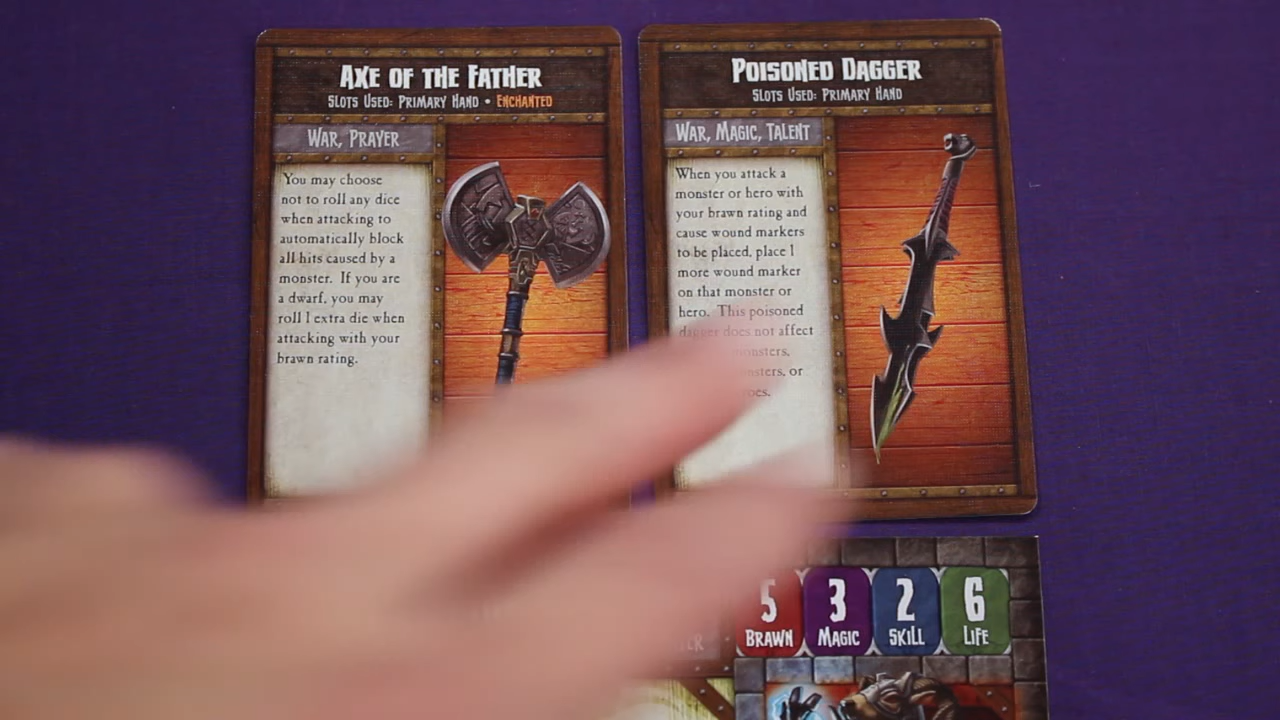 AXE OF THE FATHER
SLOTS USED: PRIMARY HAND • ENCHANTED
WAR, PRAYER
You may choose
not to roll any dice
when attacking to
automatically block
all hits caused by a
monster. If you are
a dwarf, you may
roll 1 extra die when
attacking with your
brawn rating.
POISONED DAGGER
SLOTS USED: PRIMARY HAND
WAR, MAGIC, TALENT
When you attack a
monster or hero with
your brawn rating and
cause wound markers
to be placed, place 1
more wound marker
on that monster or
hero. This poisoned
dagger does not affect
monsters,
or
5 3 2 6
BRAWN MAGIC SKILL LIFE